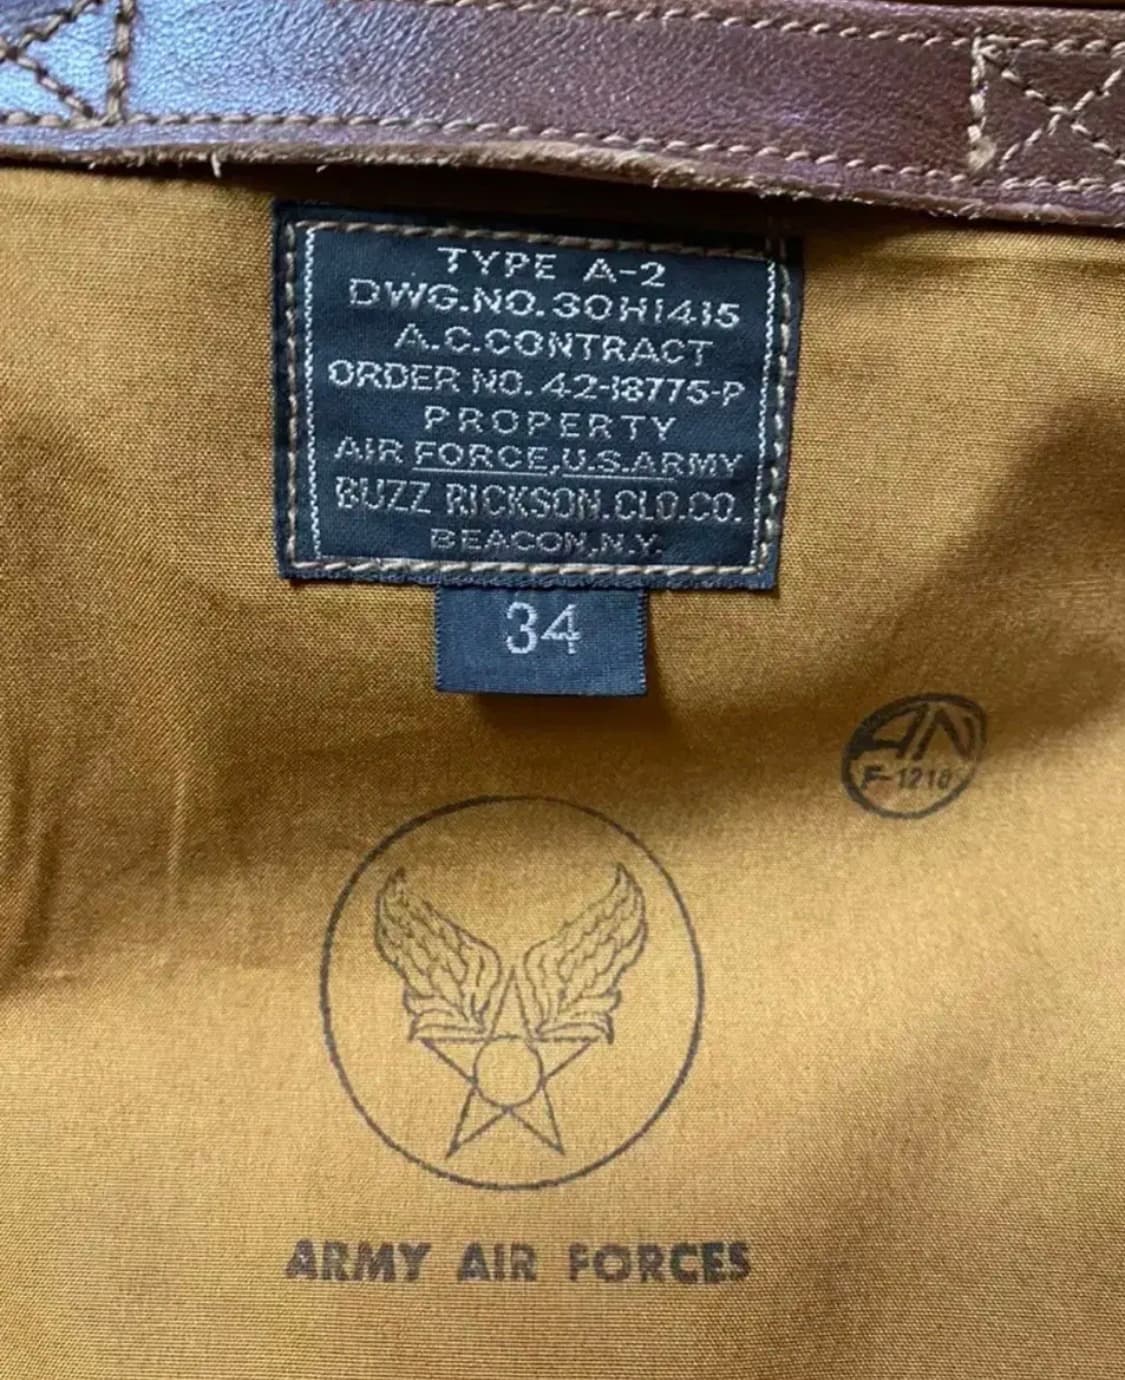 TYPE A-2
DWG.NO.30H1415
A.C.CONTRACT
ORDER NO. 42-18775-P
PROPERTY
AIR FORCE,U.S.ARMY
BUZZ RICKSON.CLO.CO.
BEACON,N.Y.
34
AN
F-1218
ARMY AIR FORCES